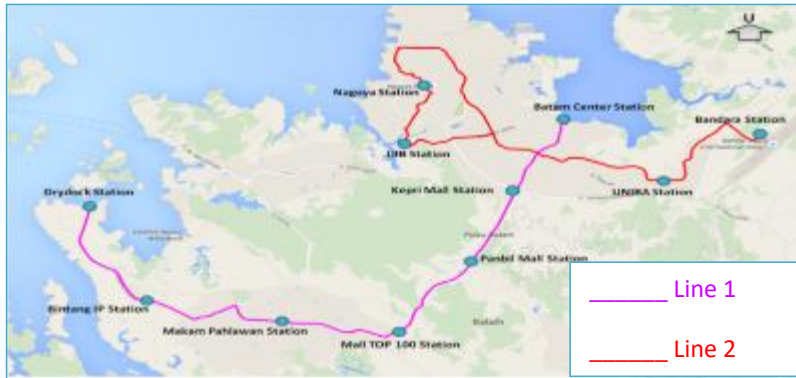 U
Nagoya Station
Batam Center Station
Bandara Station
UIB Station
Drydock Station
Kepri Mall Station
UNIBA Station
Panbil Mall Station
Bintang IP Station
Makam Pahlawan Station
Mall TOP 100 Station
______ Line 1
______ Line 2